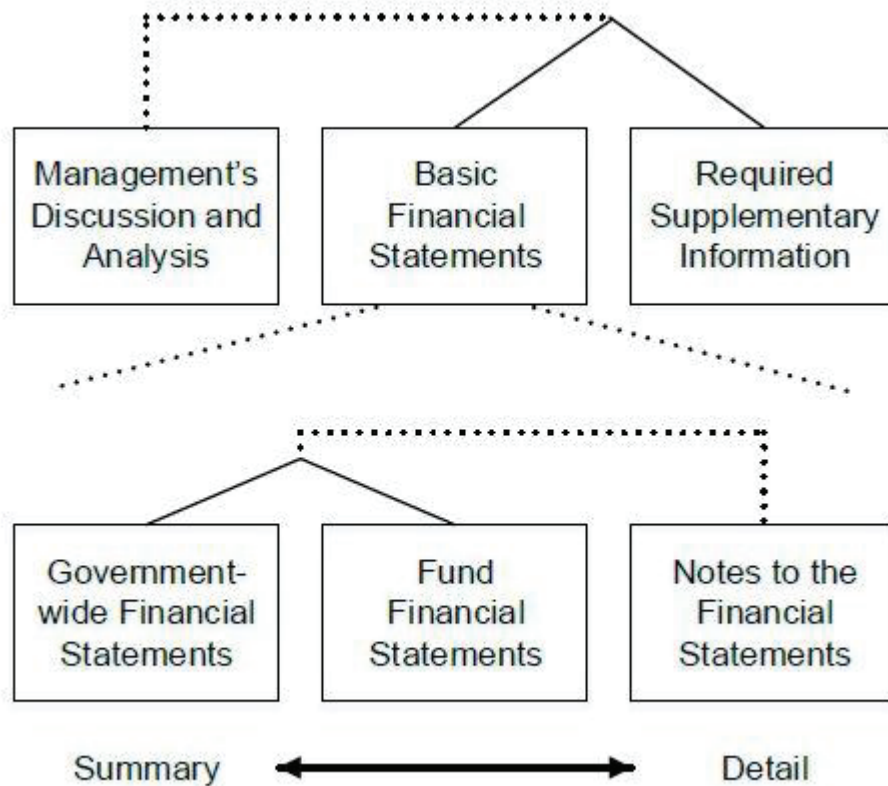 Management's
Discussion and
Analysis
Basic
Financial
Statements
Required
Supplementary
Information
Government-
wide Financial
Statements
Fund
Financial
Statements
Notes to the
Financial
Statements
Summary
Detail